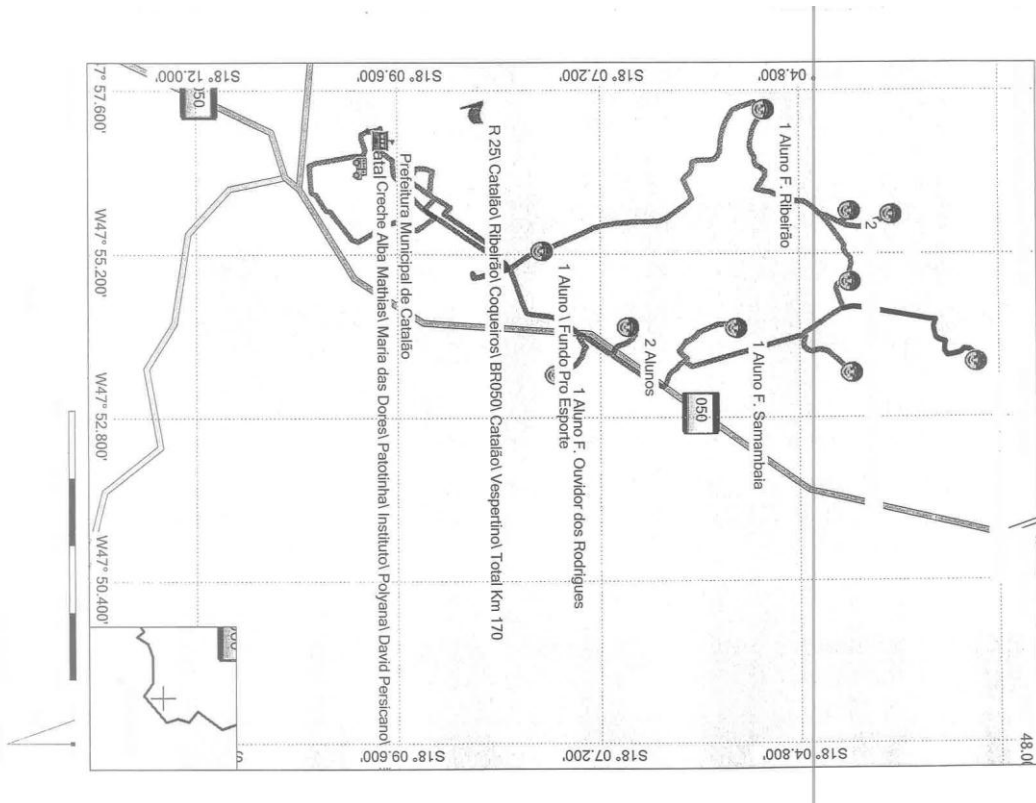 S18° 12.000'
S18° 09.600'
S18° 07.200'
04.800'
7° 57.600'
W47° 55.200'
W47° 52.800'
W47° 50.400'
050
R 25\ Catalão\ Ribeirão\ Coqueiros\ BR050\ Catalão\ Vespertino\ Total Km 170
Prefeitura Municipal de Catalão
atal Creche Alba Mathias\ Maria das Dores\ Patotinha\ Instituto\ Polyana\ David Persicano\
1 Aluno F. Ribeirão
2
1 Aluno \ Fundo Pro Esporte
1 Aluno F. Ouvidor dos Rodrigues
2 Alunos
1 Aluno F. Samambaia
050
S
S18° 09.600'
S18° 07.200'
S18° 04.800'
48.00